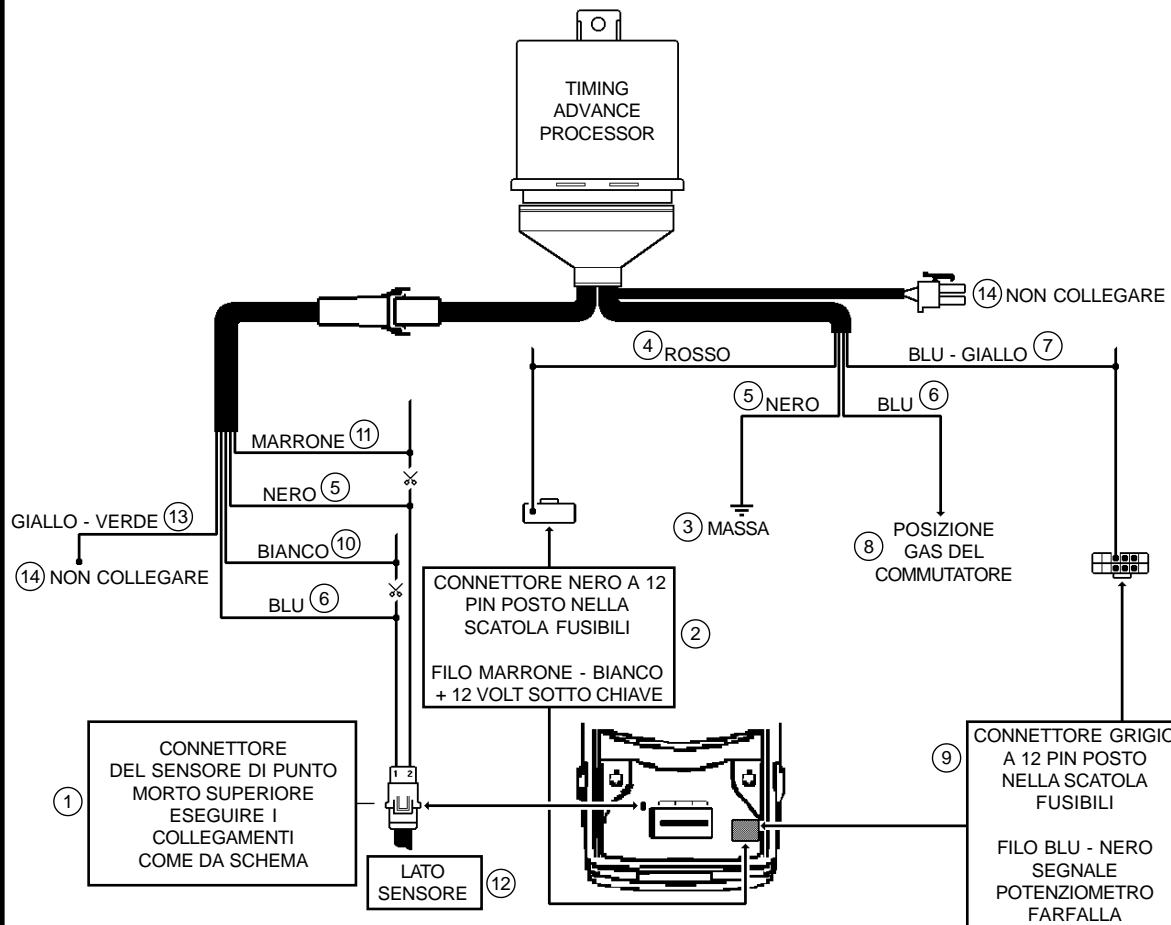 TIMING
ADVANCE
PROCESSOR
14 NON COLLEGARE
4 ROSSO
BLU - GIALLO 7
5 NERO
BLU 6
MARRONE 11
NERO 5
GIALLO - VERDE 13
BIANCO 10
14 NON COLLEGARE
BLU 6
3 MASSA
8 POSIZIONE
GAS DEL
COMMUTATORE
CONNETTORE NERO A 12
PIN POSTO NELLA
SCATOLA FUSIBILI
FILO MARRONE - BIANCO
+ 12 VOLT SOTTO CHIAVE
2
1
CONNETTORE
DEL SENSORE DI PUNTO
MORTO SUPERIORE
ESEGUIRE I
COLLEGAMENTI
COME DA SCHEMA
1 2
LATO
SENSORE
12
9
CONNETTORE GRIGIO
A 12 PIN POSTO
NELLA SCATOLA
FUSIBILI
FILO BLU - NERO
SEGNALE
POTENZIOMETRO
FARFALLA